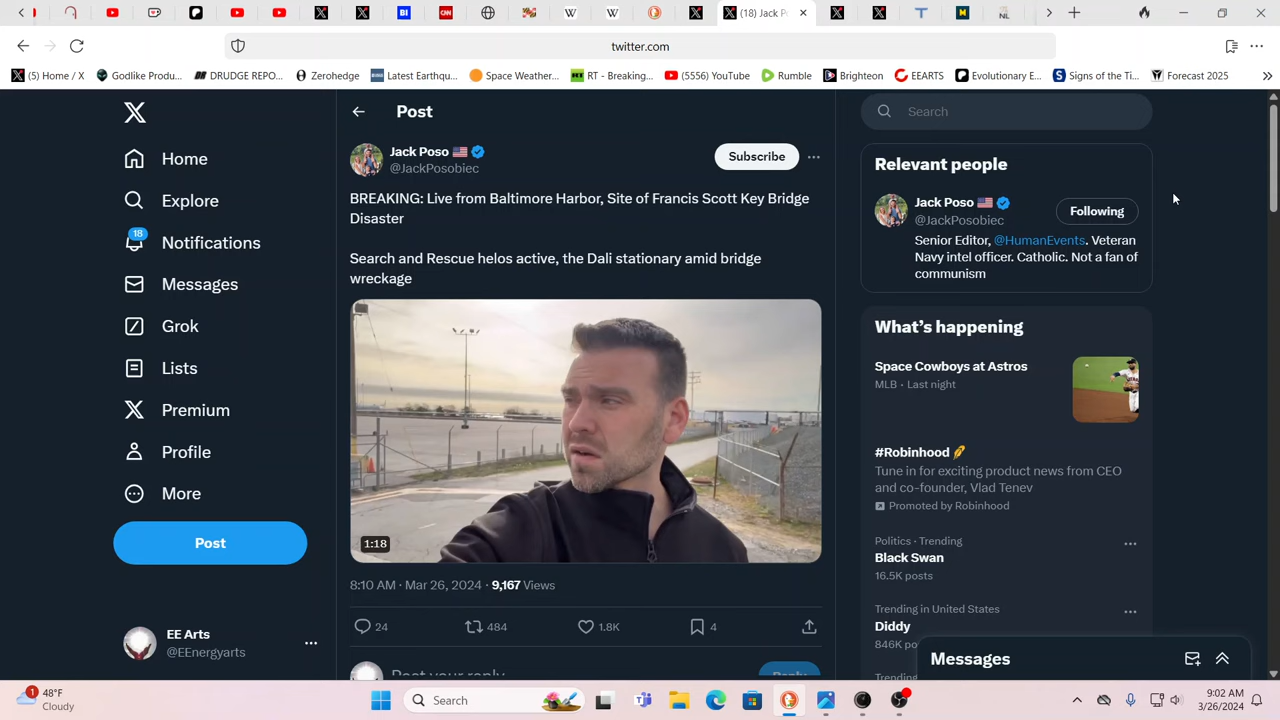 (18) Jack P
twitter.com
(5) Home / X
Godlike Produ...
DRUDGE REPO...
Zerohedge
Latest Earthqu...
Space Weather...
RT - Breaking...
(5556) YouTube
Rumble
Brighteon
EEARTS
Evolutionary E...
Signs of the Ti...
Forecast 2025
Post
Jack Poso
@JackPosobiec
Subscribe
BREAKING: Live from Baltimore Harbor, Site of Francis Scott Key Bridge
Disaster
Search and Rescue helos active, the Dali stationary amid bridge
wreckage
1:18
8:10 AM · Mar 26, 2024 · 9,167 Views
24
484
1.8K
4
Post your reply
Reply
Home
Explore
18
Notifications
Messages
Grok
Lists
Premium
Profile
More
Post
EE Arts
@EEnergyarts
Search
Relevant people
Jack Poso
@JackPosobiec
Following
Senior Editor, @HumanEvents. Veteran
Navy intel officer. Catholic. Not a fan of
communism
What's happening
Space Cowboys at Astros
MLB · Last night
#Robinhood
Tune in for exciting product news from CEO
and co-founder, Vlad Tenev
Promoted by Robinhood
Politics · Trending
Black Swan
16.5K posts
Trending in United States
Diddy
846K po
Trending
Messages
1
48°F
Cloudy
Search
9:02 AM
3/26/2024